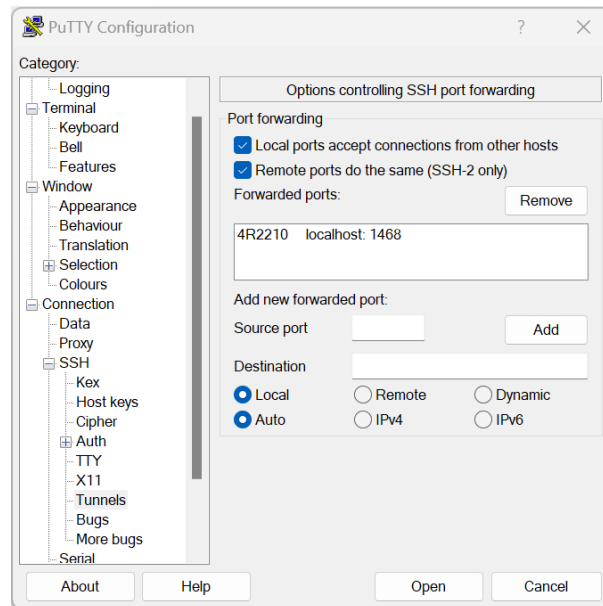 PuTTY Configuration
?
Category:
Logging
Terminal
Keyboard
Bell
Features
Window
Appearance
Behaviour
Translation
Selection
Colours
Connection
Data
Proxy
SSH
Kex
Host keys
Cipher
Auth
TTY
X11
Tunnels
Bugs
More bugs
Serial
Options controlling SSH port forwarding
Port forwarding
Local ports accept connections from other hosts
Remote ports do the same (SSH-2 only)
Forwarded ports:
Remove
4R2210 localhost: 1468
Add new forwarded port:
Source port
Add
Destination
Local Remote Dynamic
Auto IPv4 IPv6
About Help Open Cancel